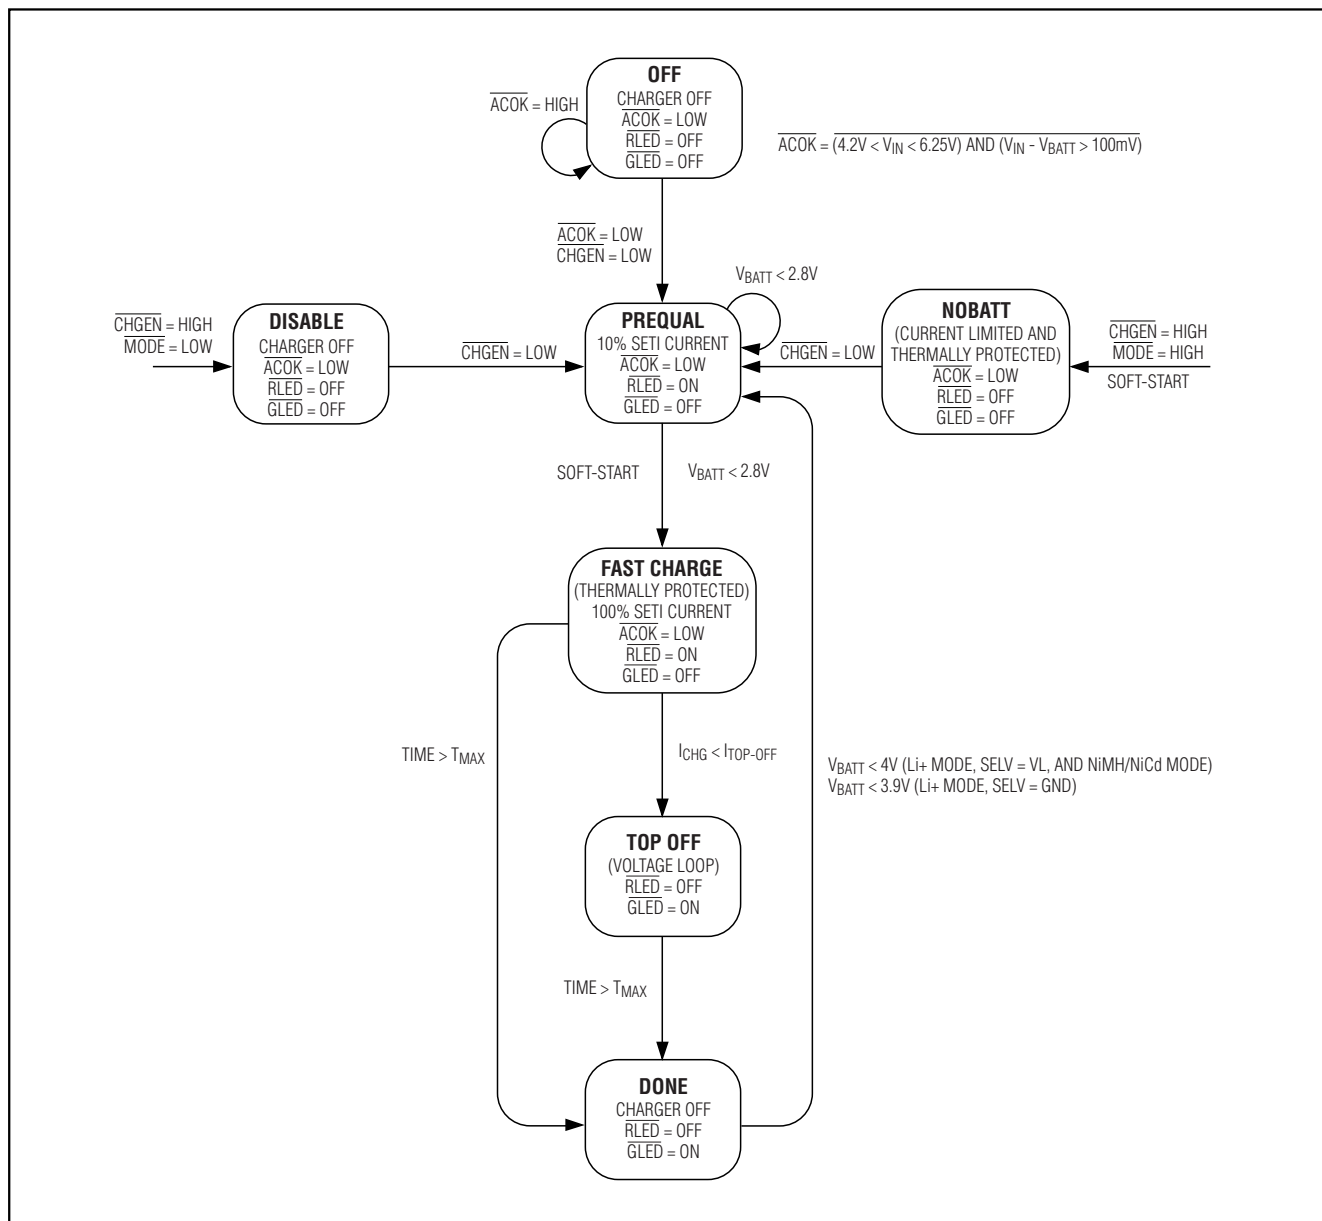 OFF
CHARGER OFF
ACOK = LOW
RLED = OFF
GLED = OFF
ACOK = HIGH
ACOK = (4.2V < VIN < 6.25V) AND (VIN - VBATT > 100mV)
ACOK = LOW
CHGEN = LOW
VBATT < 2.8V
CHGEN = HIGH
MODE = LOW
DISABLE
CHARGER OFF
ACOK = LOW
RLED = OFF
GLED = OFF
CHGEN = LOW
PREQUAL
10% SETI CURRENT
ACOK = LOW
RLED = ON
GLED = OFF
CHGEN = LOW
NOBATT
(CURRENT LIMITED AND
THERMALLY PROTECTED)
ACOK = LOW
RLED = OFF
GLED = OFF
CHGEN = HIGH
MODE = HIGH
SOFT-START
SOFT-START
VBATT < 2.8V
FAST CHARGE
(THERMALLY PROTECTED)
100% SETI CURRENT
ACOK = LOW
RLED = ON
GLED = OFF
TIME > TMAX
ICHG < ITOP-OFF
VBATT < 4V (Li+ MODE, SELV = VL, AND NiMH/NiCd MODE)
VBATT < 3.9V (Li+ MODE, SELV = GND)
TOP OFF
(VOLTAGE LOOP)
RLED = OFF
GLED = ON
TIME > TMAX
DONE
CHARGER OFF
RLED = OFF
GLED = ON